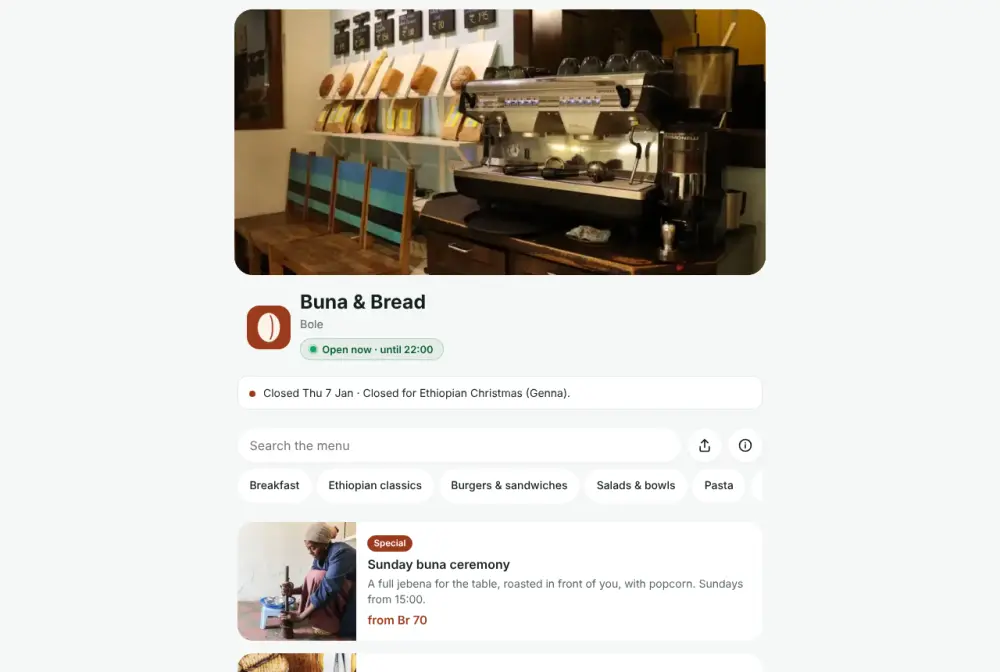 Buna & Bread
Bole
Open now · until 22:00
Closed Thu 7 Jan · Closed for Ethiopian Christmas (Genna).
Search the menu
Breakfast
Ethiopian classics
Burgers & sandwiches
Salads & bowls
Pasta
Special
Sunday buna ceremony
A full jebena for the table, roasted in front of you, with popcorn. Sundays
from 15:00.
from Br 70